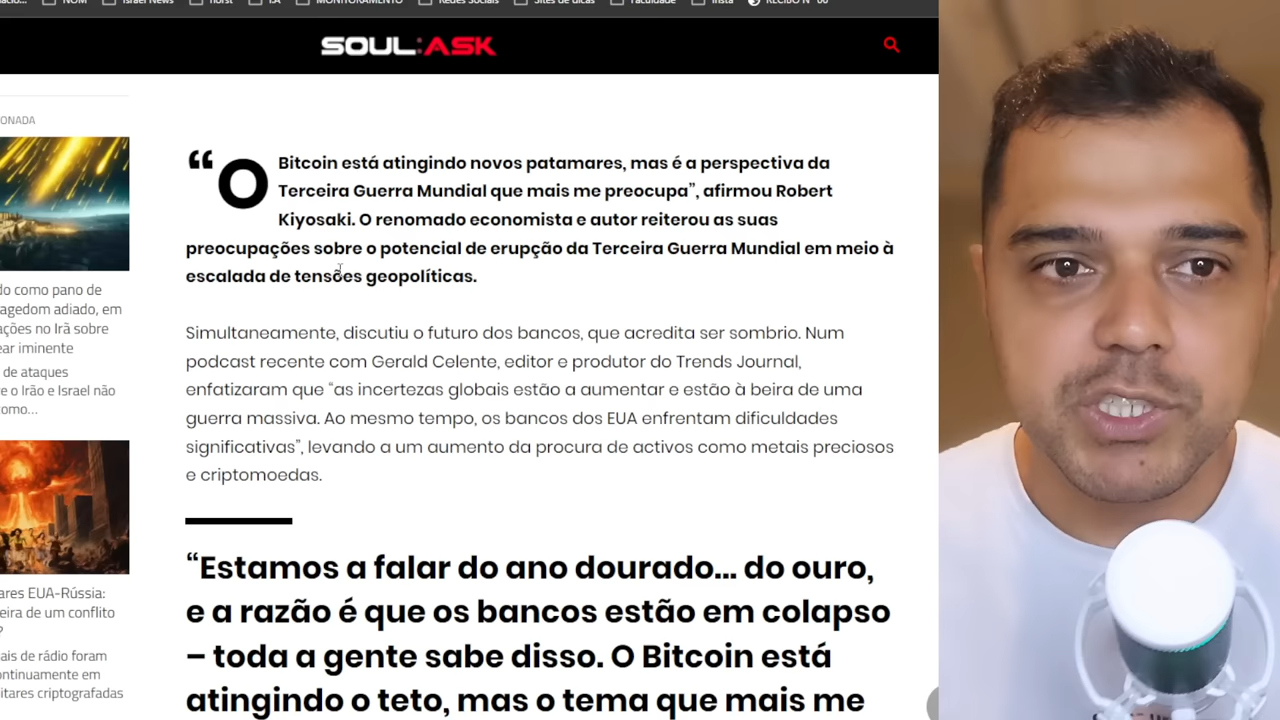 NOM
Israel News
horst
I.A
MONITORAMENTO
Redes Sociais
Sites de dicas
Faculdade
Insta
RECIBO Nº 00
SOUL:ASK
“O Bitcoin está atingindo novos patamares, mas é a perspectiva da
Terceira Guerra Mundial que mais me preocupa”, afirmou Robert
Kiyosaki. O renomado economista e autor reiterou as suas
preocupações sobre o potencial de erupção da Terceira Guerra Mundial em meio à
escalada de tensões geopolíticas.
Simultaneamente, discutiu o futuro dos bancos, que acredita ser sombrio. Num
podcast recente com Gerald Celente, editor e produtor do Trends Journal,
enfatizaram que “as incertezas globais estão a aumentar e estão à beira de uma
guerra massiva. Ao mesmo tempo, os bancos dos EUA enfrentam dificuldades
significativas”, levando a um aumento da procura de activos como metais preciosos
e criptomoedas.
“Estamos a falar do ano dourado... do ouro,
e a razão é que os bancos estão em colapso
– toda a gente sabe disso. O Bitcoin está
atingindo o teto, mas o tema que mais me
ONADA
do como pano de
agedom adiado, em
ações no Irã sobre
ear iminente
de ataques
e o Irão e Israel não
como...
ares EUA-Rússia:
eira de um conflito
?
ais de rádio foram
ontinuamente em
itares criptografadas